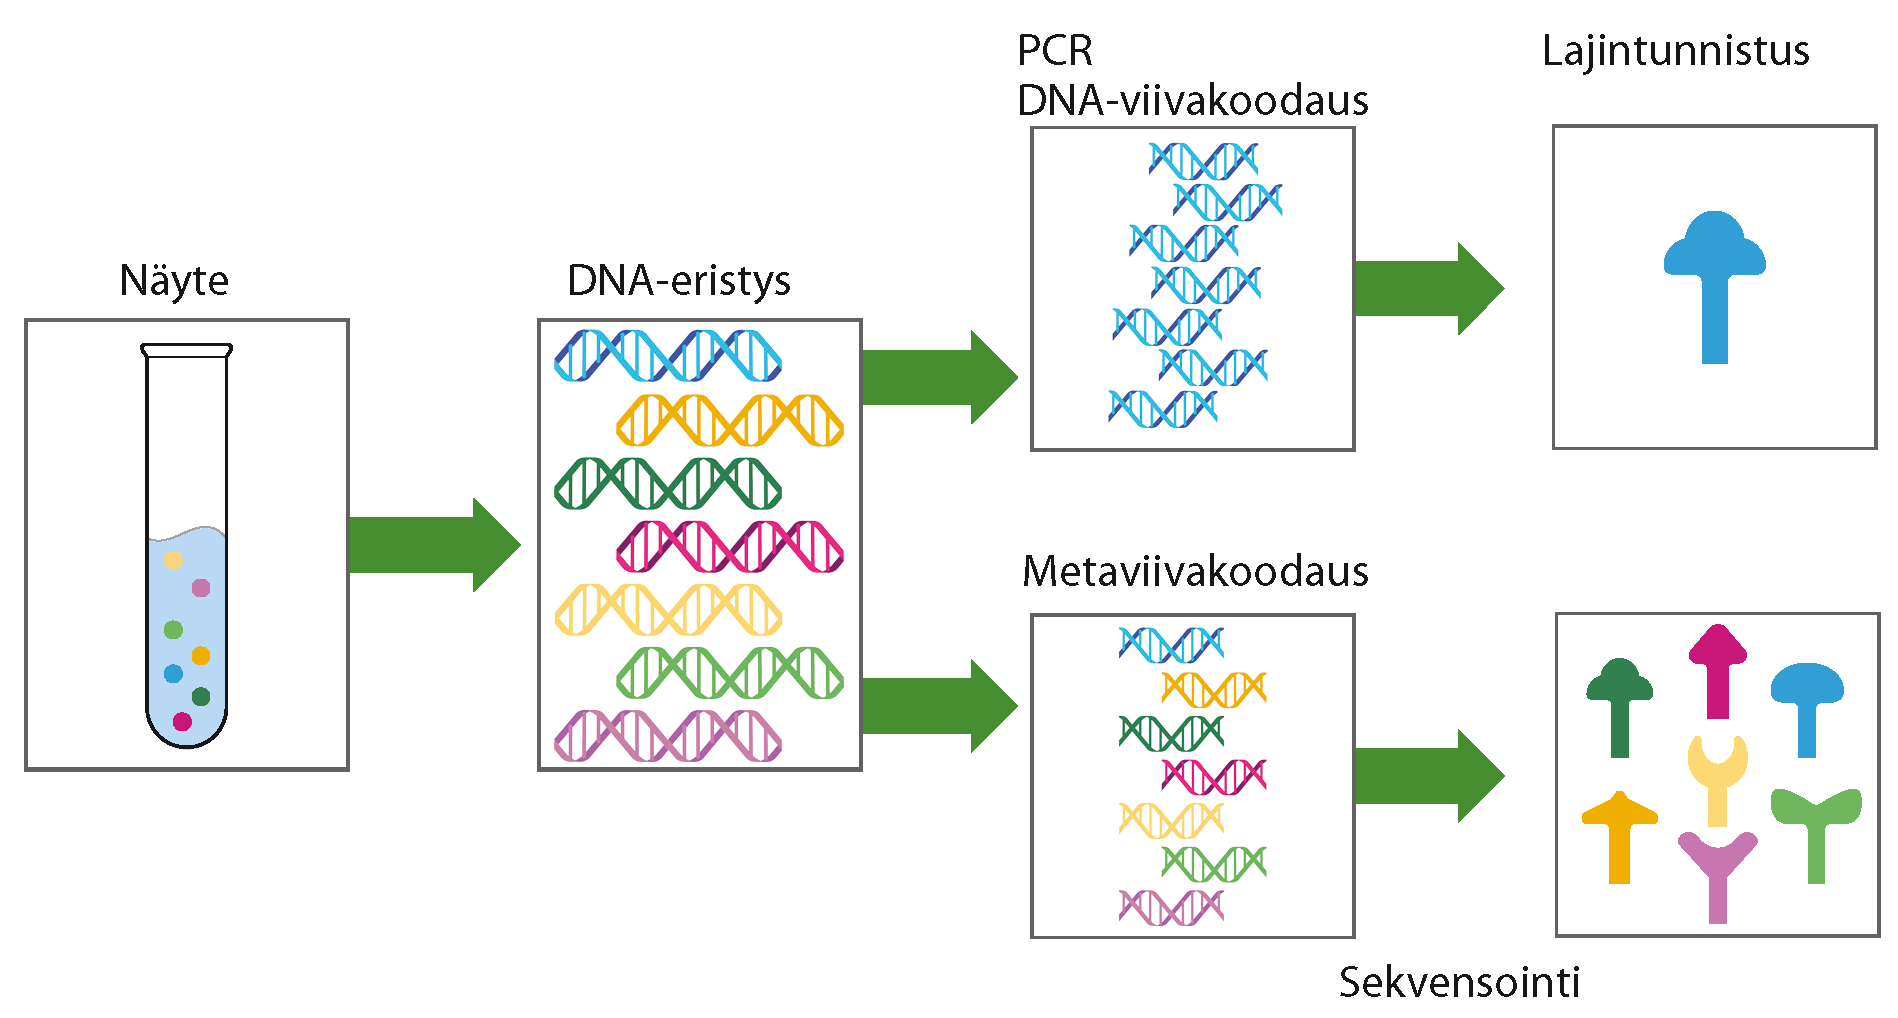 Näyte
DNA-eristys
PCR
DNA-viivakoodaus
Lajintunnistus
Metaviivakoodaus
Sekvensointi